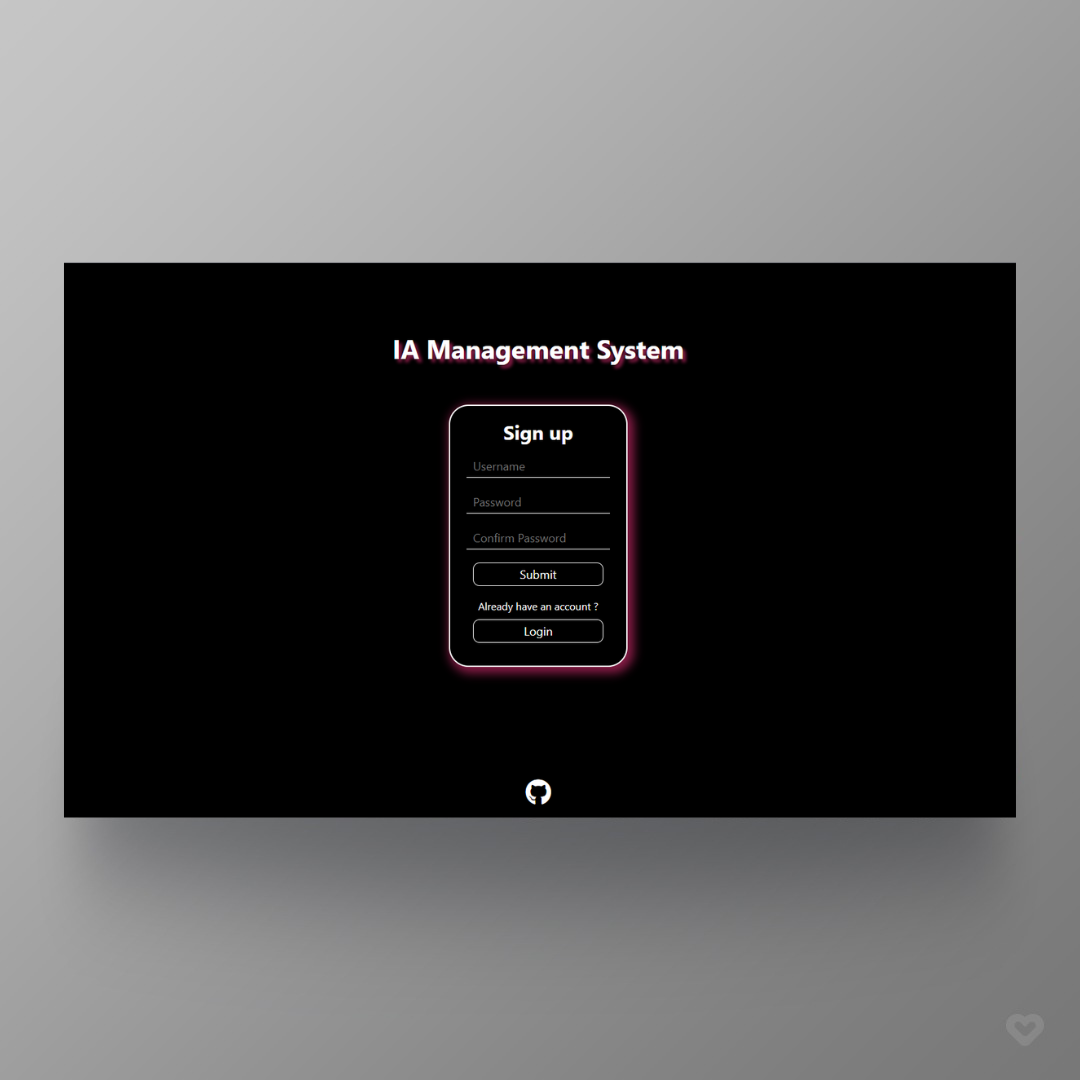 IA Management System
Sign up
Username
Password
Confirm Password
Submit
Already have an account ?
Login